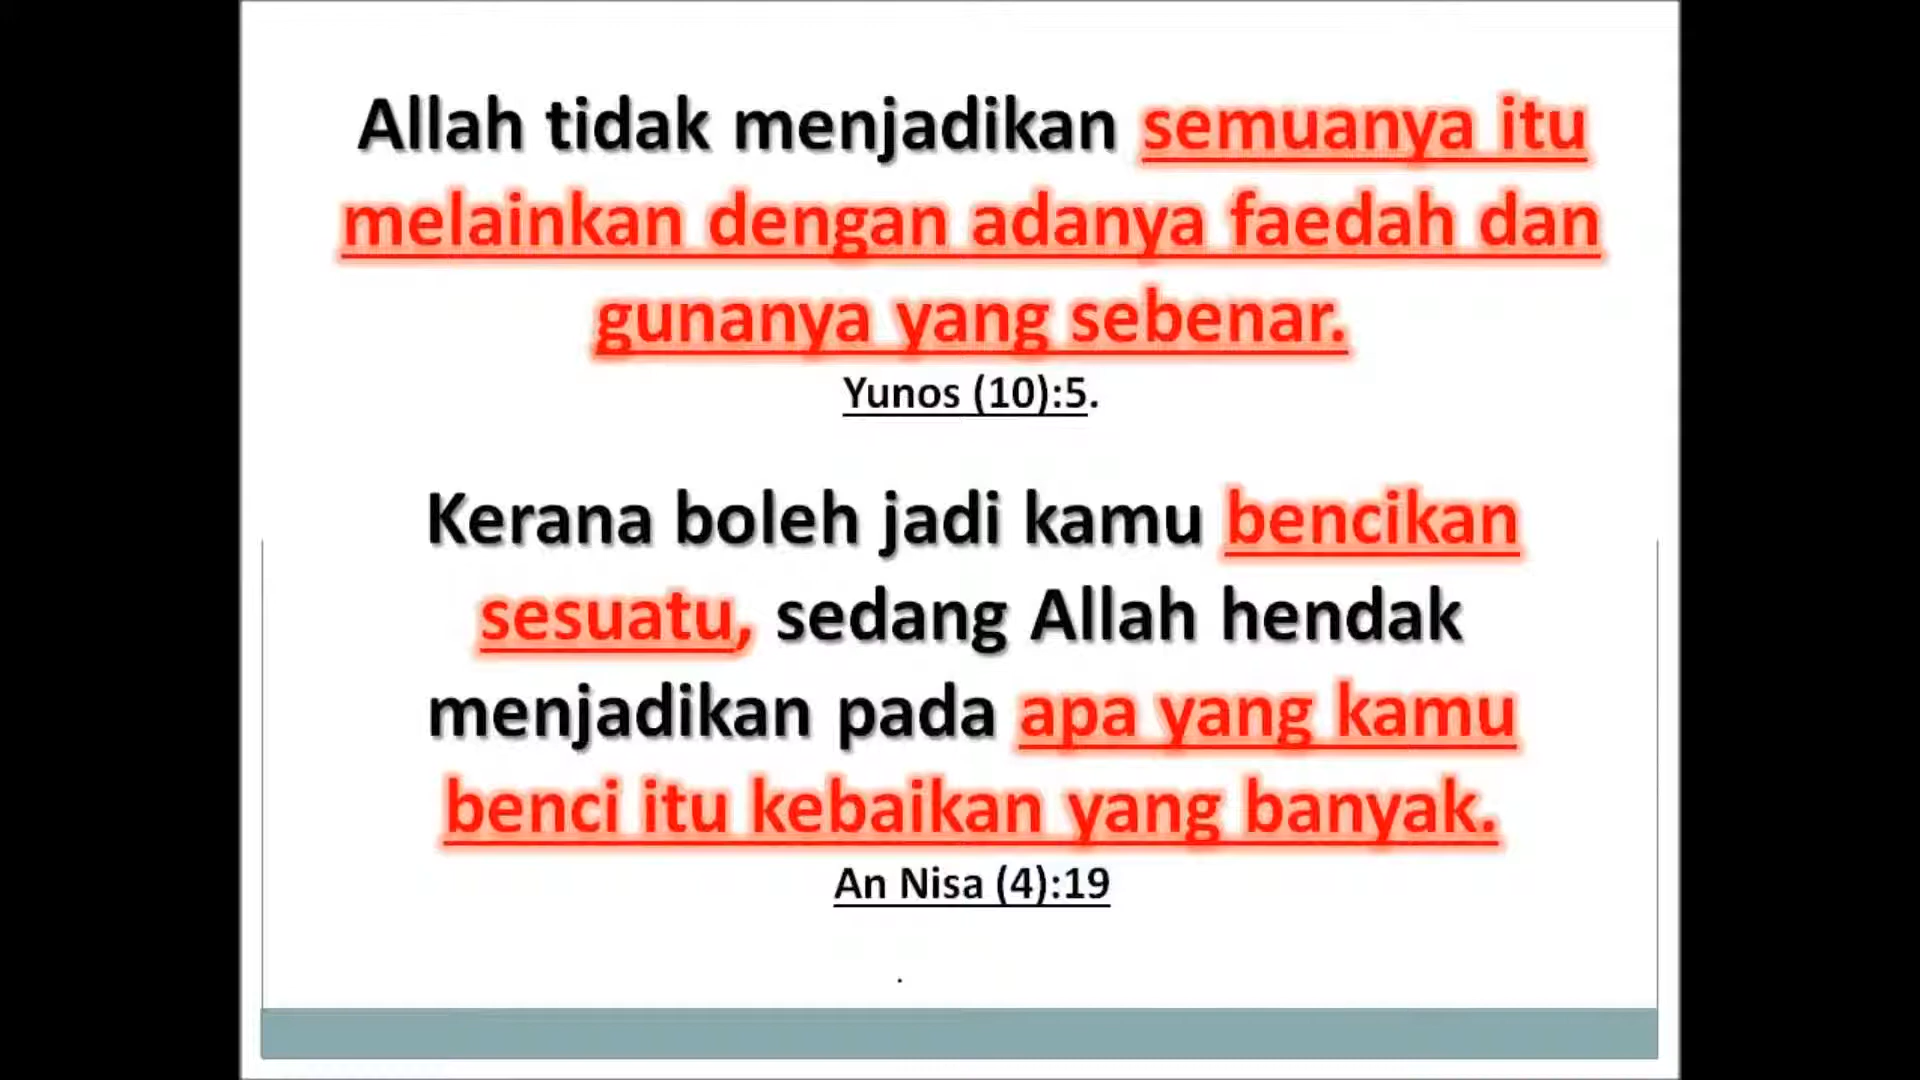 Allah tidak menjadikan semuanya itu
melainkan dengan adanya faedah dan
gunanya yang sebenar.
Yunos (10):5.
Kerana boleh jadi kamu bencikan
sesuatu, sedang Allah hendak
menjadikan pada apa yang kamu
benci itu kebaikan yang banyak.
An Nisa (4):19
.